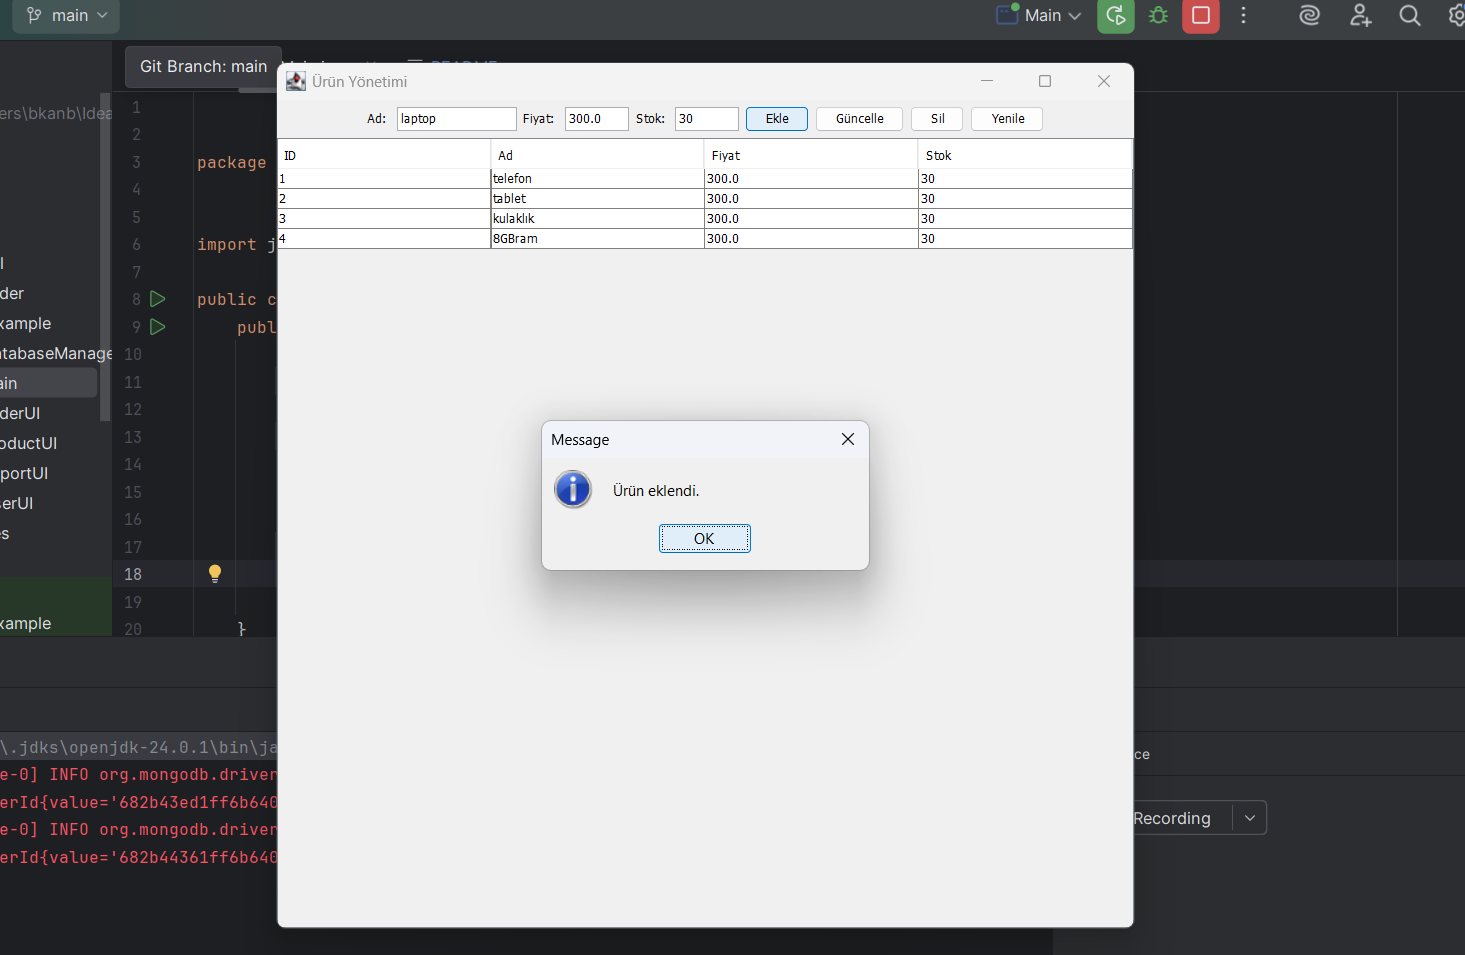 main
Main
Git Branch: main
README
ers\bkanb\Idea
Ürün Yönetimi
Ad: laptop Fiyat: 300.0 Stok: 30 Ekle Güncelle Sil Yenile
ID Ad Fiyat Stok
1 telefon 300.0 30
2 tablet 300.0 30
3 kulaklık 300.0 30
4 8GBram 300.0 30
Message
Ürün eklendi.
OK
I
der
xample
atabaseManage
ain
derUI
oductUI
portUI
serUI
s
xample
1
2
3 package
4
5
6 import j
7
8 public c
9 publ
10
11
12
13
14
15
16
17
18
19
20 }
\.jdks\openjdk-24.0.1\bin\ja
e-0] INFO org.mongodb.driver
erId{value='682b43ed1ff6b640
e-0] INFO org.mongodb.driver
erId{value='682b44361ff6b640
ce
Recording